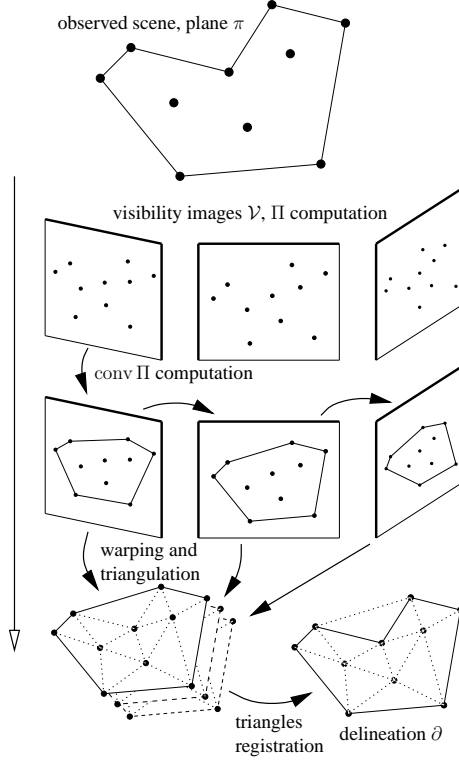 observed scene, plane π
visibility images 𝒱, Π computation
conv Π computation
warping and
triangulation
triangles
registration
delineation ∂